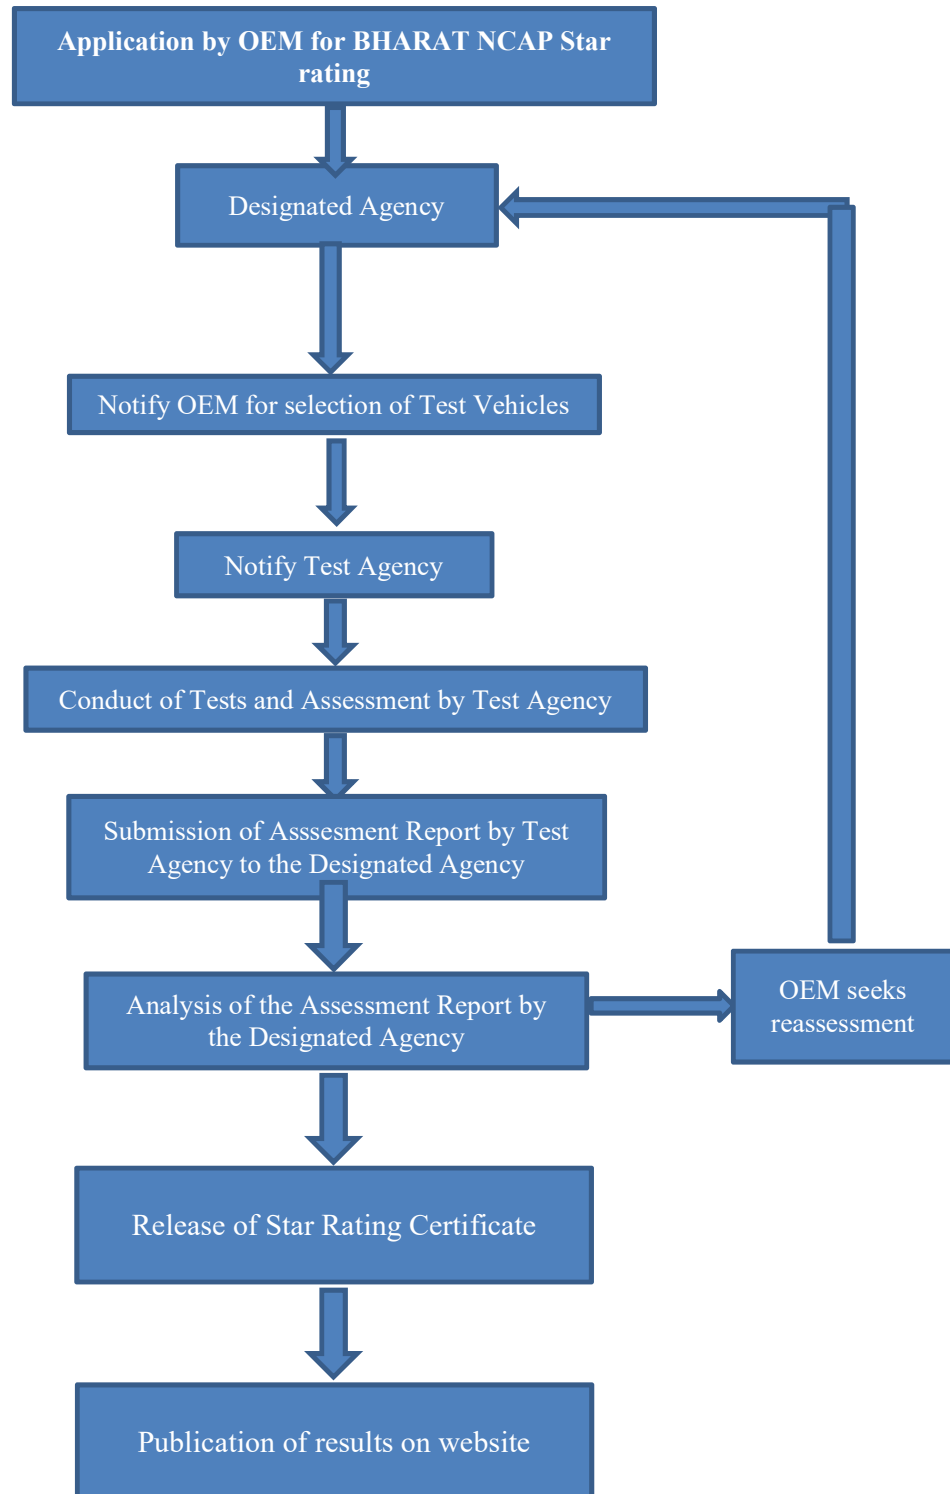 Application by OEM for BHARAT NCAP Star
rating
Designated Agency
Notify OEM for selection of Test Vehicles
Notify Test Agency
Conduct of Tests and Assessment by Test Agency
Submission of Asssesment Report by Test
Agency to the Designated Agency
Analysis of the Assessment Report by
the Designated Agency
OEM seeks
reassessment
Release of Star Rating Certificate
Publication of results on website